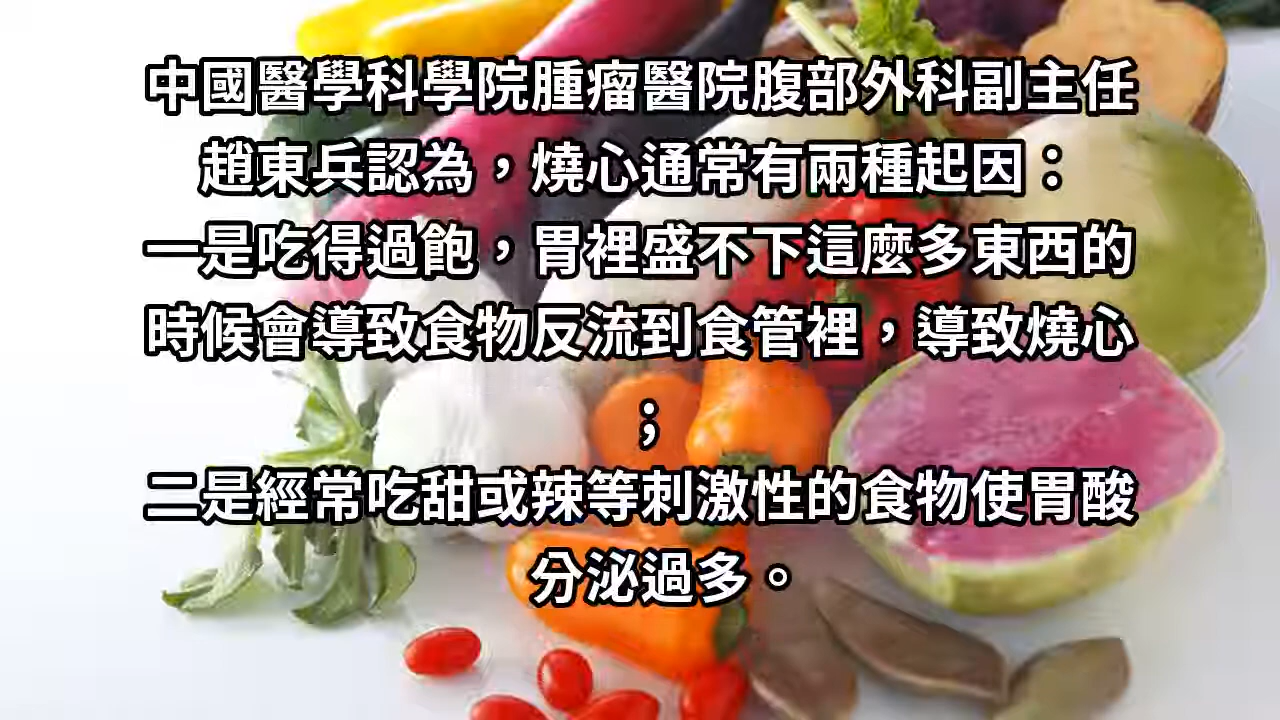 中國醫學科學院腫瘤醫院腹部外科副主任
趙東兵認為，燒心通常有兩種起因：
一是吃得過飽，胃裡盛不下這麼多東西的
時候會導致食物反流到食管裡，導致燒心
；
二是經常吃甜或辣等刺激性的食物使胃酸
分泌過多。